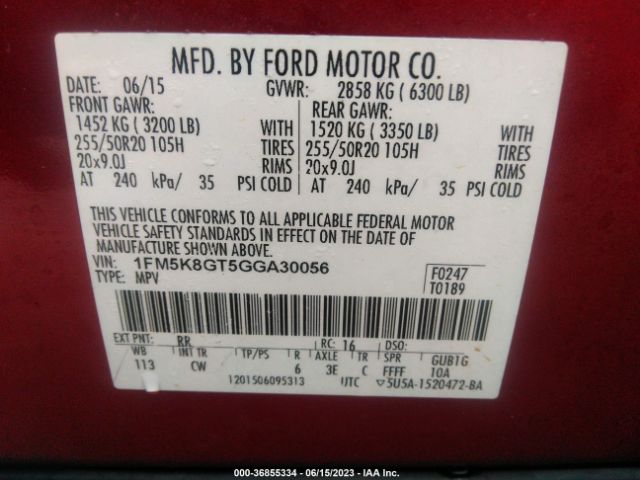 MFD. BY FORD MOTOR CO.
DATE: 06/15 GVWR: 2858 KG ( 6300 LB)
FRONT GAWR: REAR GAWR:
1452 KG ( 3200 LB) WITH 1520 KG ( 3350 LB) WITH
255/50R20 105H TIRES 255/50R20 105H TIRES
20x9.0J RIMS 20x9.0J RIMS
AT 240 kPa/ 35 PSI COLD AT 240 kPa/ 35 PSI COLD
THIS VEHICLE CONFORMS TO ALL APPLICABLE FEDERAL MOTOR
VEHICLE SAFETY STANDARDS IN EFFECT ON THE DATE OF
MANUFACTURE SHOWN ABOVE.
VIN: 1FM5K8GT5GGA30056 F0247
TYPE: MPV T0189
EXT PNT: RR RC: 16 DSO:
WB INT TR TP/PS R AXLE TR SPR GUB1G
113 CW 6 3E C FFFF 10A
1201506095313 UTC ▽5U5A-1520472-BA
000-36855334 - 06/15/2023 - IAAI.COM